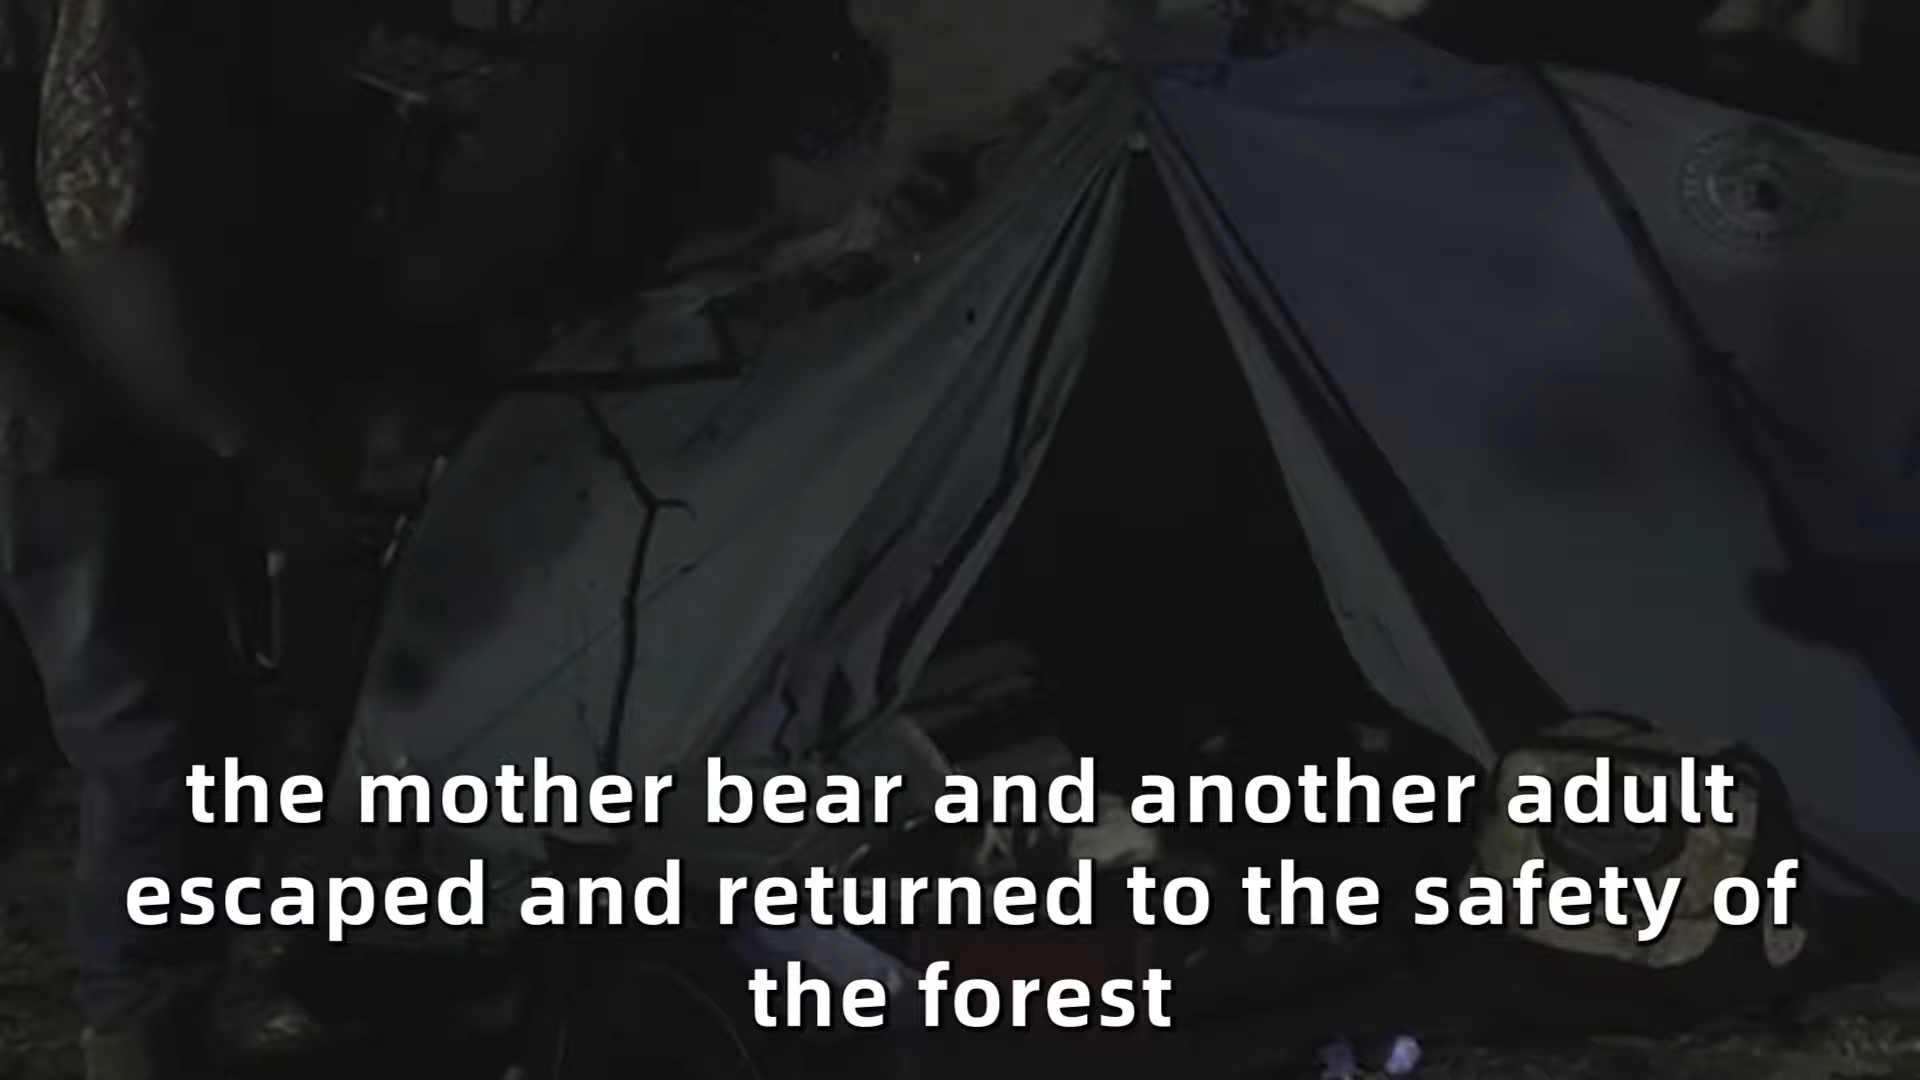 the mother bear and another adult
escaped and returned to the safety of
the forest